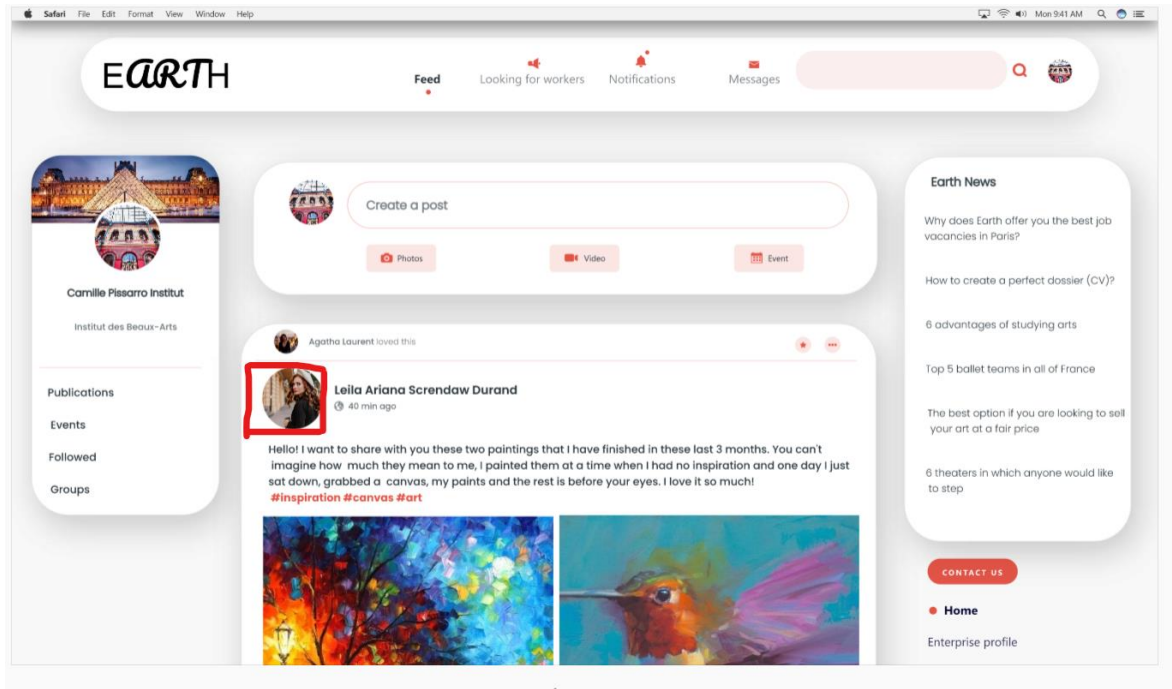 Safari File Edit Format View Window Help
Mon 9:41 AM
EARTH
Feed
Looking for workers
Notifications
Messages
Camille Pissarro Institut
Institut des Beaux-Arts
Publications
Events
Followed
Groups
Create a post
Photos
Video
Event
Agatha Laurent loved this
Leila Ariana Screndaw Durand
40 min ago
Hello! I want to share with you these two paintings that I have finished in these last 3 months. You can't
imagine how much they mean to me, I painted them at a time when I had no inspiration and one day I just
sat down, grabbed a canvas, my paints and the rest is before your eyes. I love it so much!
#inspiration #canvas #art
Earth News
Why does Earth offer you the best job
vacancies in Paris?
How to create a perfect dossier (CV)?
6 advantages of studying arts
Top 5 ballet teams in all of France
The best option if you are looking to sell
your art at a fair price
6 theaters in which anyone would like
to step
CONTACT US
Home
Enterprise profile